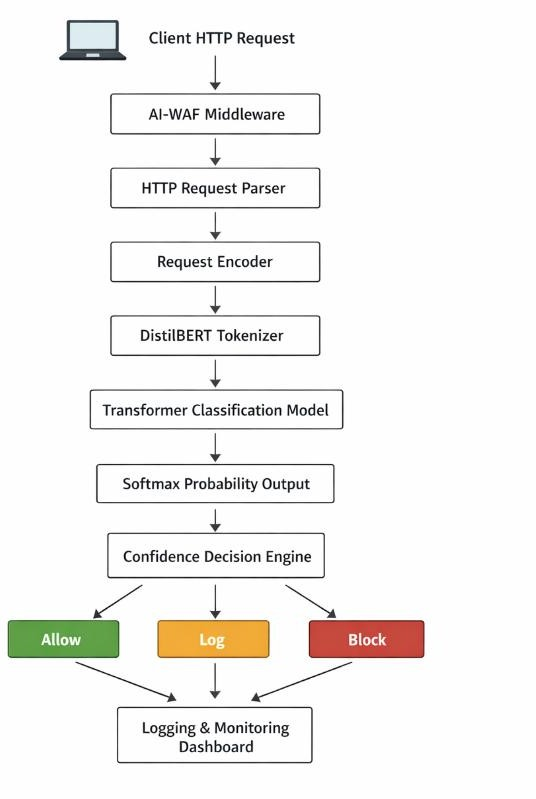 Client HTTP Request
AI-WAF Middleware
HTTP Request Parser
Request Encoder
DistilBERT Tokenizer
Transformer Classification Model
Softmax Probability Output
Confidence Decision Engine
Allow
Log
Block
Logging & Monitoring
Dashboard